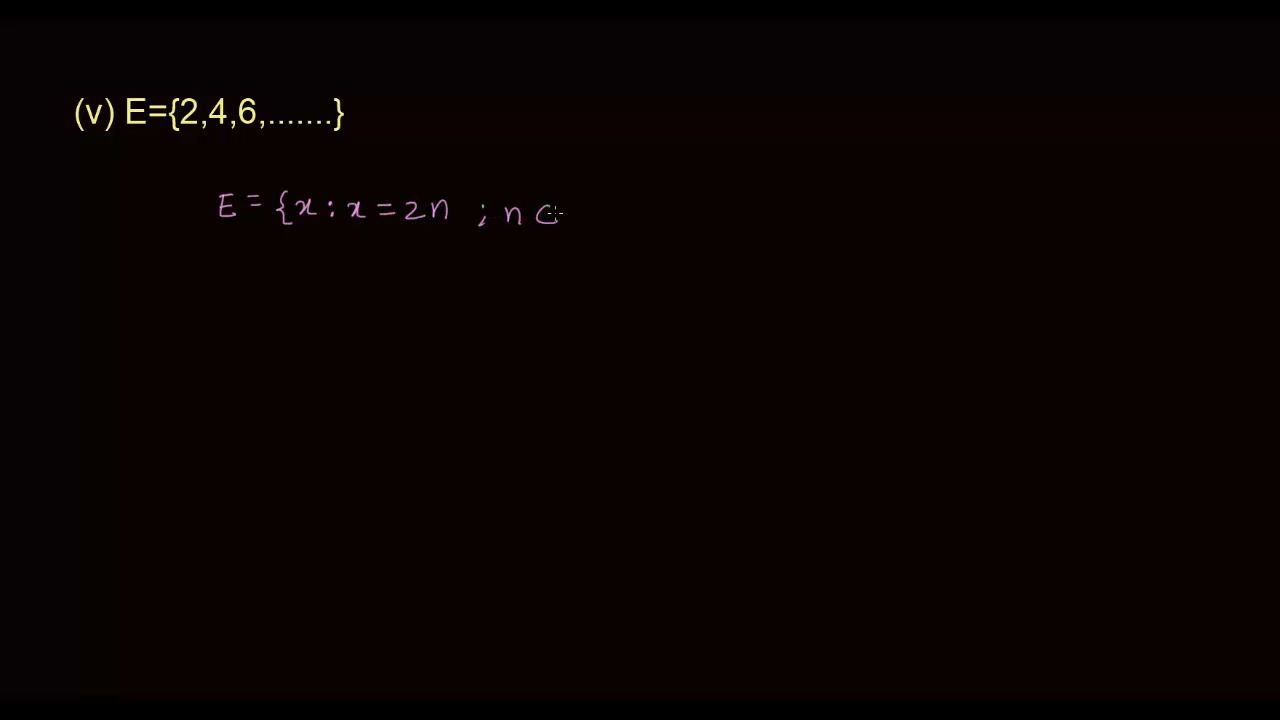 (v) E={2,4,6,.......}
E = {x : x = 2n ; n